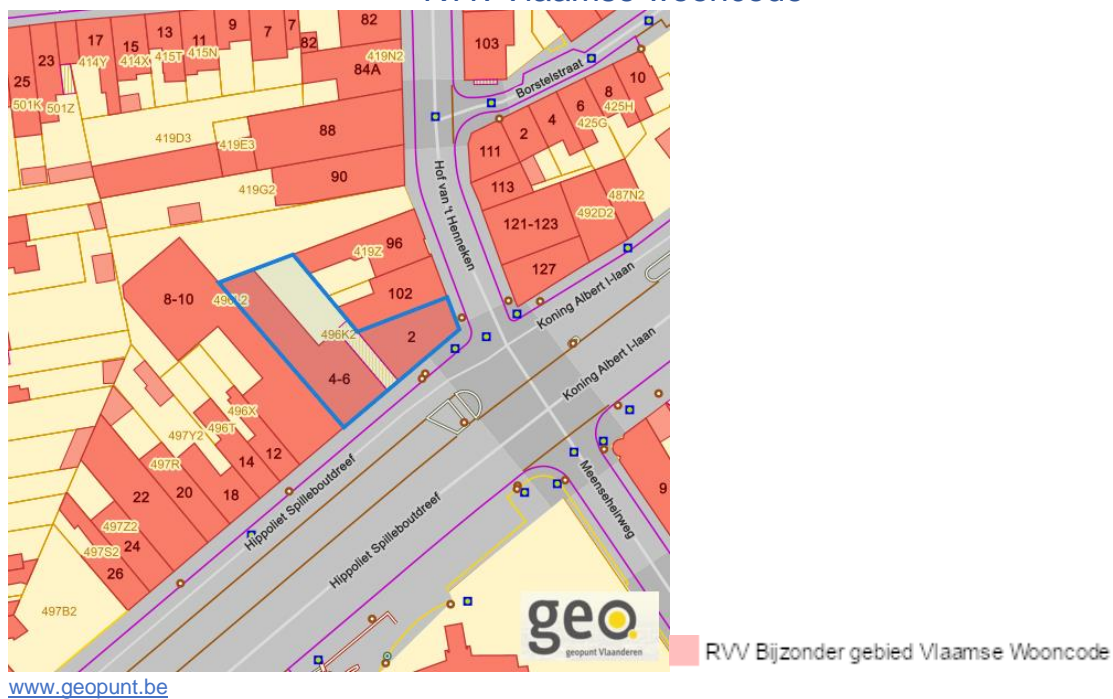 RVV Vlaamse wooncode
82
17
15
13
11
9
7
7
82
103
23
414Y
414X
415T
415N
419N2
84A
25
501K
501Z
Borstelstraat
10
8
6
425H
425G
4
2
88
419D3
419E3
111
90
419G2
Hof van 't Henneken
113
487N2
492D2
121-123
96
419Z
127
8-10
102
Koning Albert I-laan
496K2
2
4-6
Koning Albert I-laan
496X
496T
497Y2
12
14
497R
Meenseheirweg
9
22
20
18
Hippoliet Spilleboutdreef
497Z2
24
497S2
26
Hippoliet Spilleboutdreef
497B2
geo
geopunt Vlaanderen
RVV Bijzonder gebied Vlaamse Wooncode
www.geopunt.be